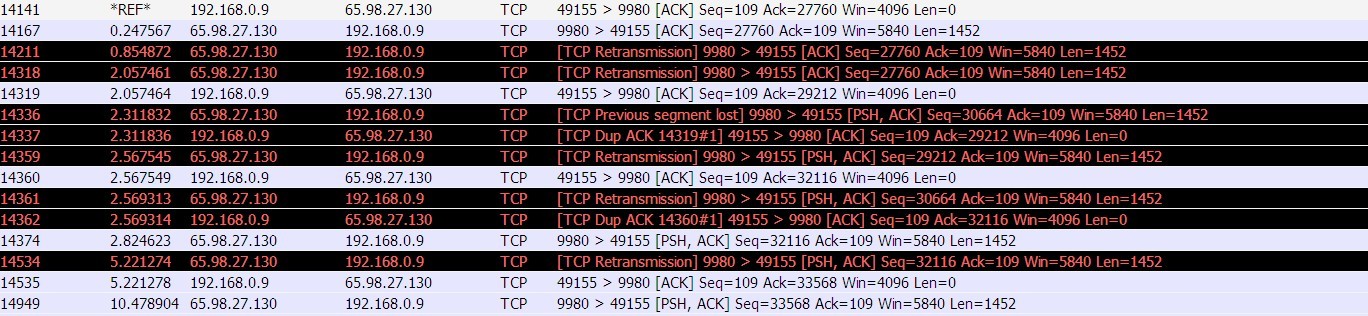 14141 *REF* 192.168.0.9 65.98.27.130 TCP 49155 > 9980 [ACK] Seq=109 Ack=27760 Win=4096 Len=0
14167 0.247567 65.98.27.130 192.168.0.9 TCP 9980 > 49155 [ACK] Seq=27760 Ack=109 Win=5840 Len=1452
14211 0.854872 65.98.27.130 192.168.0.9 TCP [TCP Retransmission] 9980 > 49155 [ACK] Seq=27760 Ack=109 Win=5840 Len=1452
14318 2.057461 65.98.27.130 192.168.0.9 TCP [TCP Retransmission] 9980 > 49155 [ACK] Seq=27760 Ack=109 Win=5840 Len=1452
14319 2.057464 192.168.0.9 65.98.27.130 TCP 49155 > 9980 [ACK] Seq=109 Ack=29212 Win=4096 Len=0
14336 2.311832 65.98.27.130 192.168.0.9 TCP [TCP Previous segment lost] 9980 > 49155 [PSH, ACK] Seq=30664 Ack=109 Win=5840 Len=1452
14337 2.311836 192.168.0.9 65.98.27.130 TCP [TCP Dup ACK 14319#1] 49155 > 9980 [ACK] Seq=109 Ack=29212 Win=4096 Len=0
14359 2.567545 65.98.27.130 192.168.0.9 TCP [TCP Retransmission] 9980 > 49155 [PSH, ACK] Seq=29212 Ack=109 Win=5840 Len=1452
14360 2.567549 192.168.0.9 65.98.27.130 TCP 49155 > 9980 [ACK] Seq=109 Ack=32116 Win=4096 Len=0
14361 2.569313 65.98.27.130 192.168.0.9 TCP [TCP Retransmission] 9980 > 49155 [PSH, ACK] Seq=30664 Ack=109 Win=5840 Len=1452
14362 2.569314 192.168.0.9 65.98.27.130 TCP [TCP Dup ACK 14360#1] 49155 > 9980 [ACK] Seq=109 Ack=32116 Win=4096 Len=0
14374 2.824623 65.98.27.130 192.168.0.9 TCP 9980 > 49155 [PSH, ACK] Seq=32116 Ack=109 Win=5840 Len=1452
14534 5.221274 65.98.27.130 192.168.0.9 TCP [TCP Retransmission] 9980 > 49155 [PSH, ACK] Seq=32116 Ack=109 Win=5840 Len=1452
14535 5.221278 192.168.0.9 65.98.27.130 TCP 49155 > 9980 [ACK] Seq=109 Ack=33568 Win=4096 Len=0
14949 10.478904 65.98.27.130 192.168.0.9 TCP 9980 > 49155 [PSH, ACK] Seq=33568 Ack=109 Win=5840 Len=1452